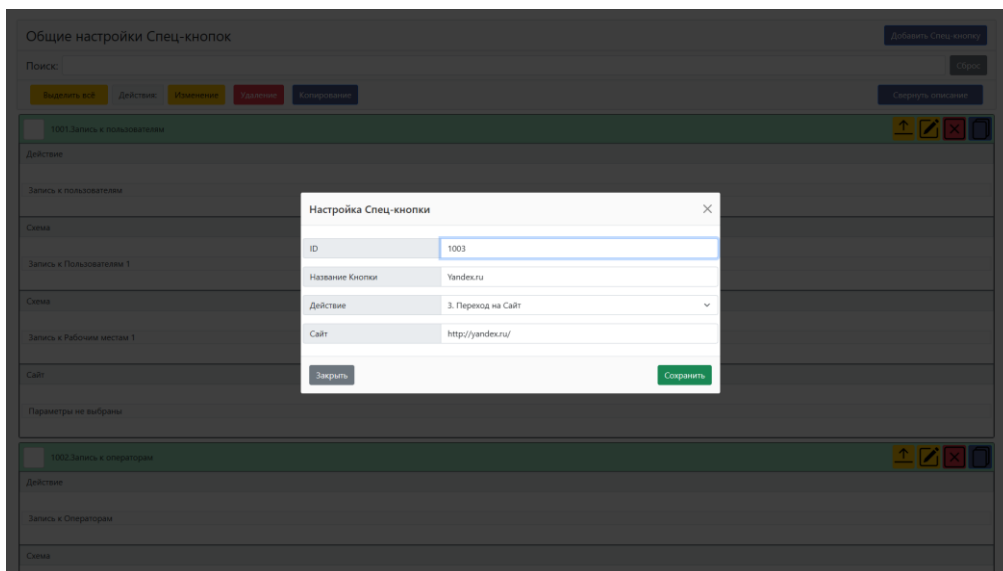 Общие настройки Спец-кнопок
Добавить Спец-кнопку
Поиск:
Сброс
Выделить всё
Действия:
Изменение
Удаление
Копирование
Свернуть описание
1001.Запись к пользователям
Действие
Запись к пользователям
Схема
Запись к Пользователям 1
Схема
Запись к Рабочим местам 1
Сайт
Параметры не выбраны
Настройка Спец-кнопки
ID
1003
Название Кнопки
Yandex.ru
Действие
3. Переход на Сайт
Сайт
http://yandex.ru/
Закрыть
Сохранить
1002.Запись к операторам
Действие
Запись к Операторам
Схема